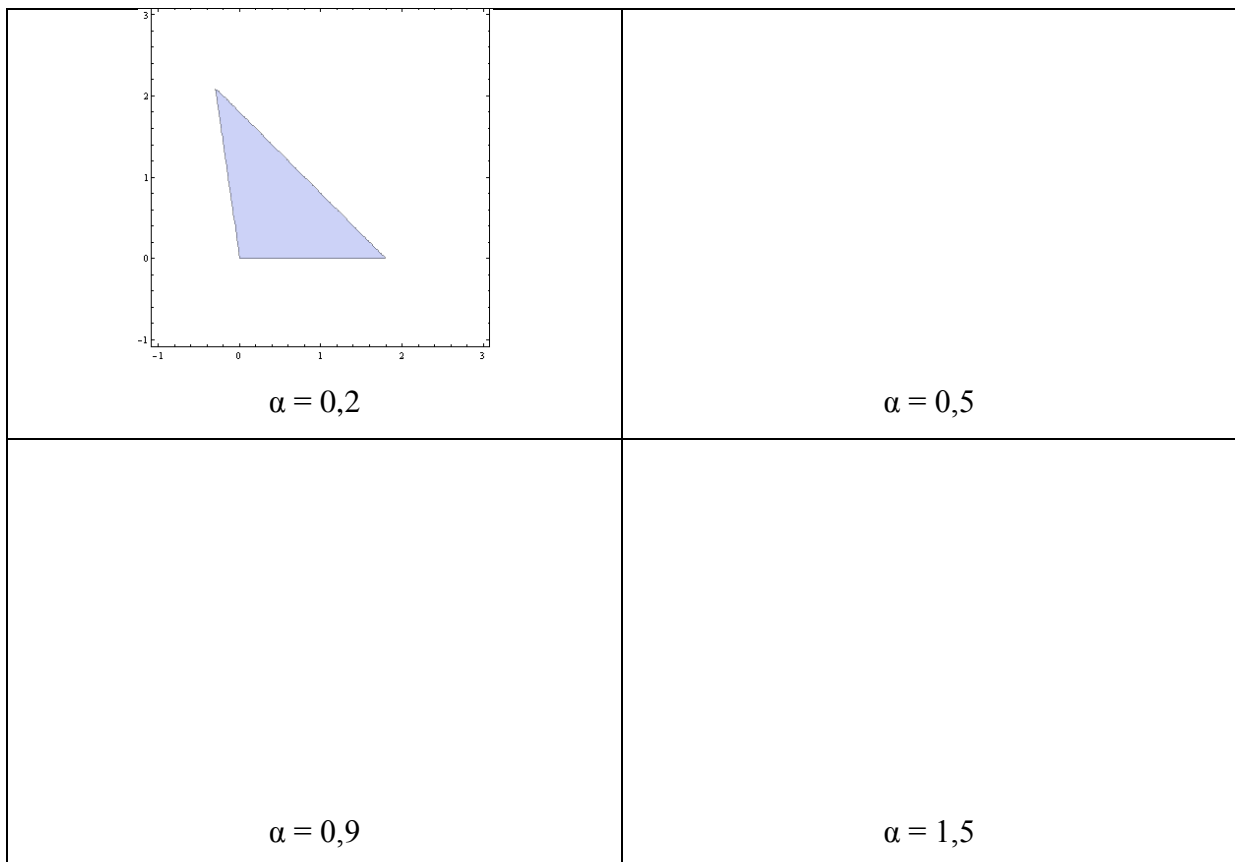 3
2
1
0
-1
-1 0 1 2 3
α = 0,2
α = 0,5
α = 0,9
α = 1,5